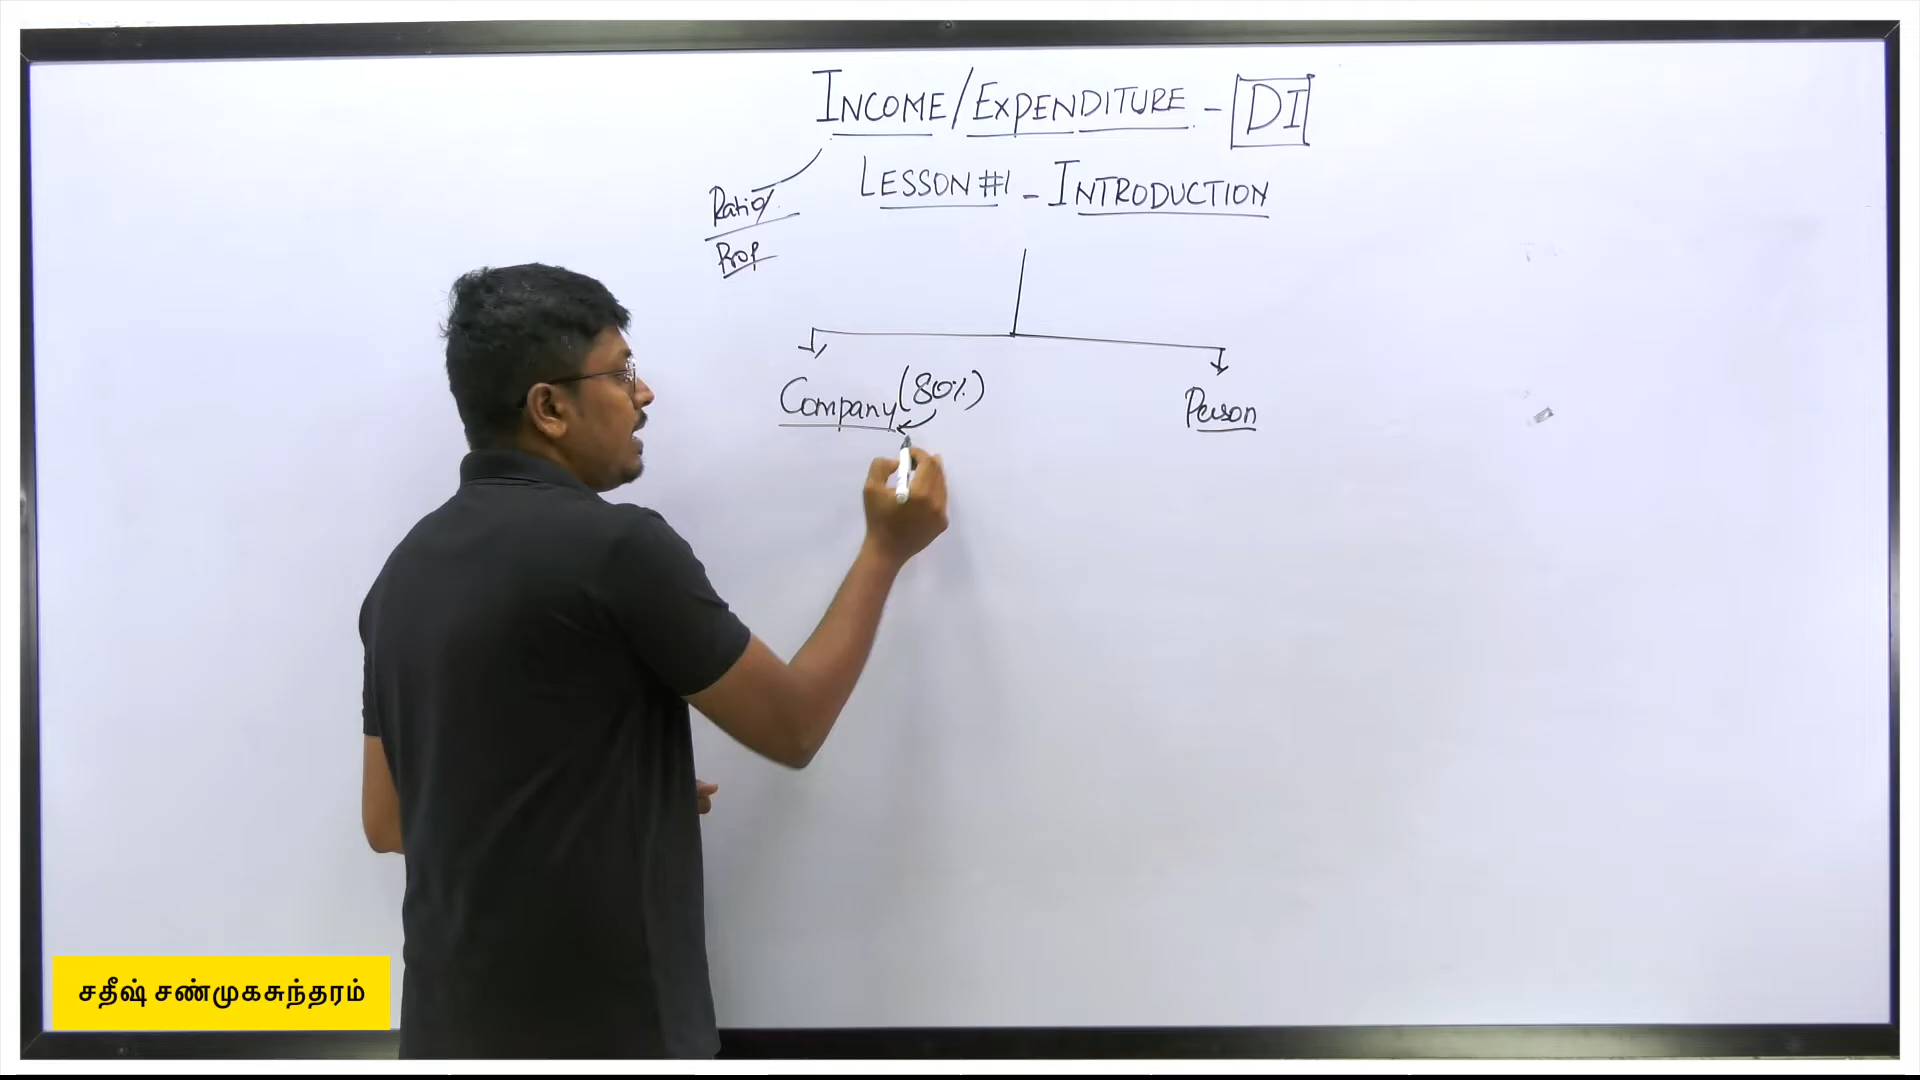 INCOME/EXPENDITURE - DI
LESSON #1 - INTRODUCTION
Ratio/
Prop
Company (80%)
Person
சதீஷ் சண்முகசுந்தரம்